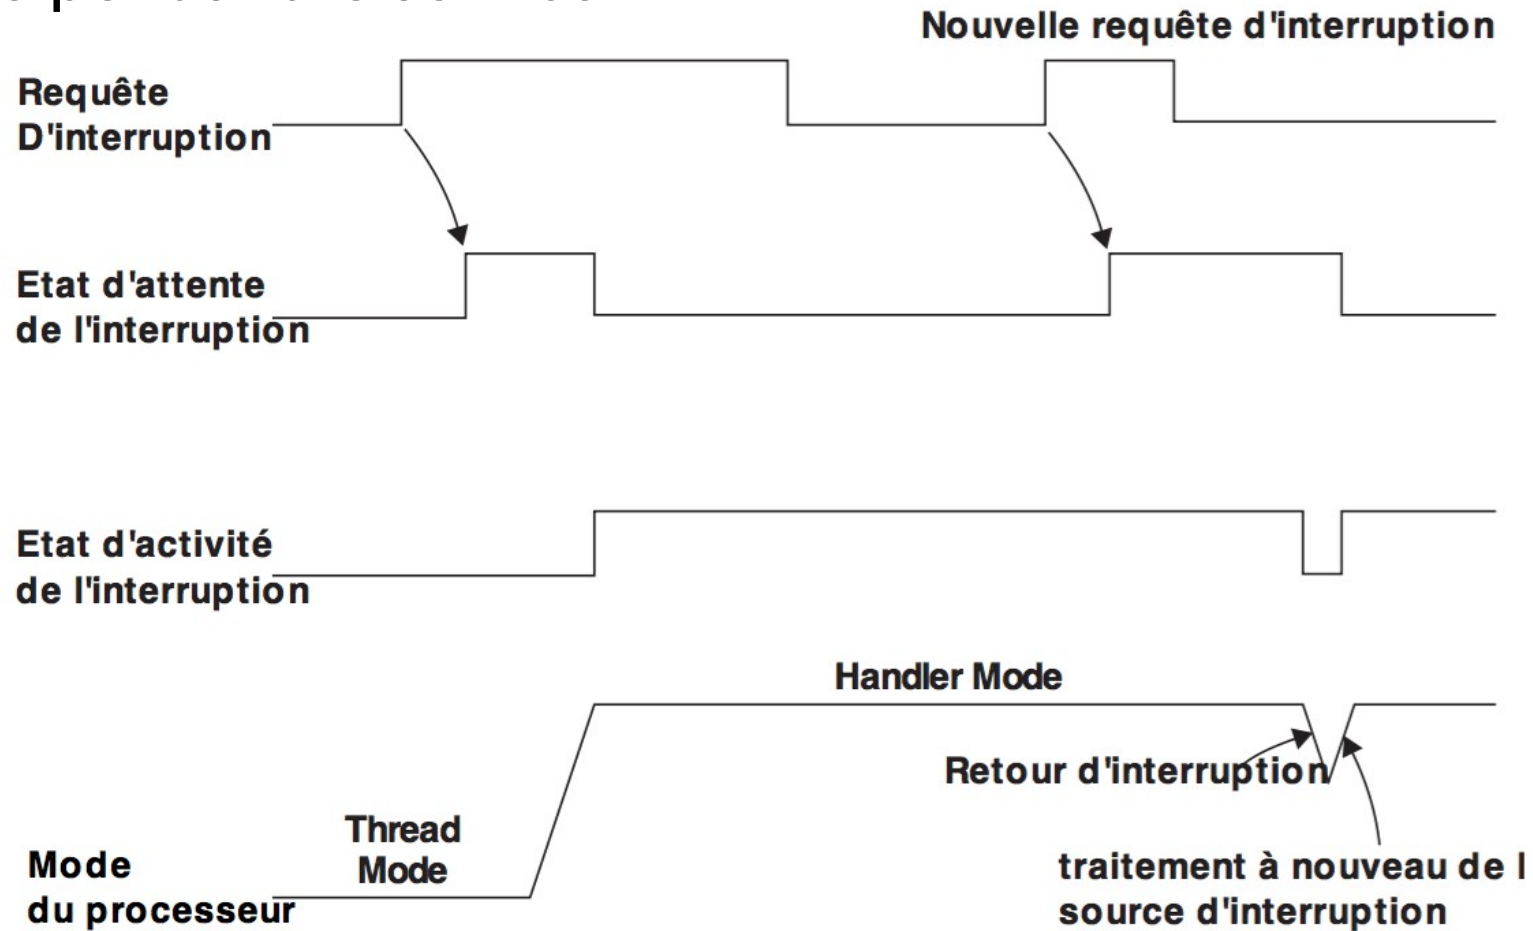 Nouvelle requête d'interruption
Requête
D'interruption
Etat d'attente
de l'interruption
Etat d'activité
de l'interruption
Handler Mode
Retour d'interruption
Thread
Mode
Mode
du processeur
traitement à nouveau de l
source d'interruption